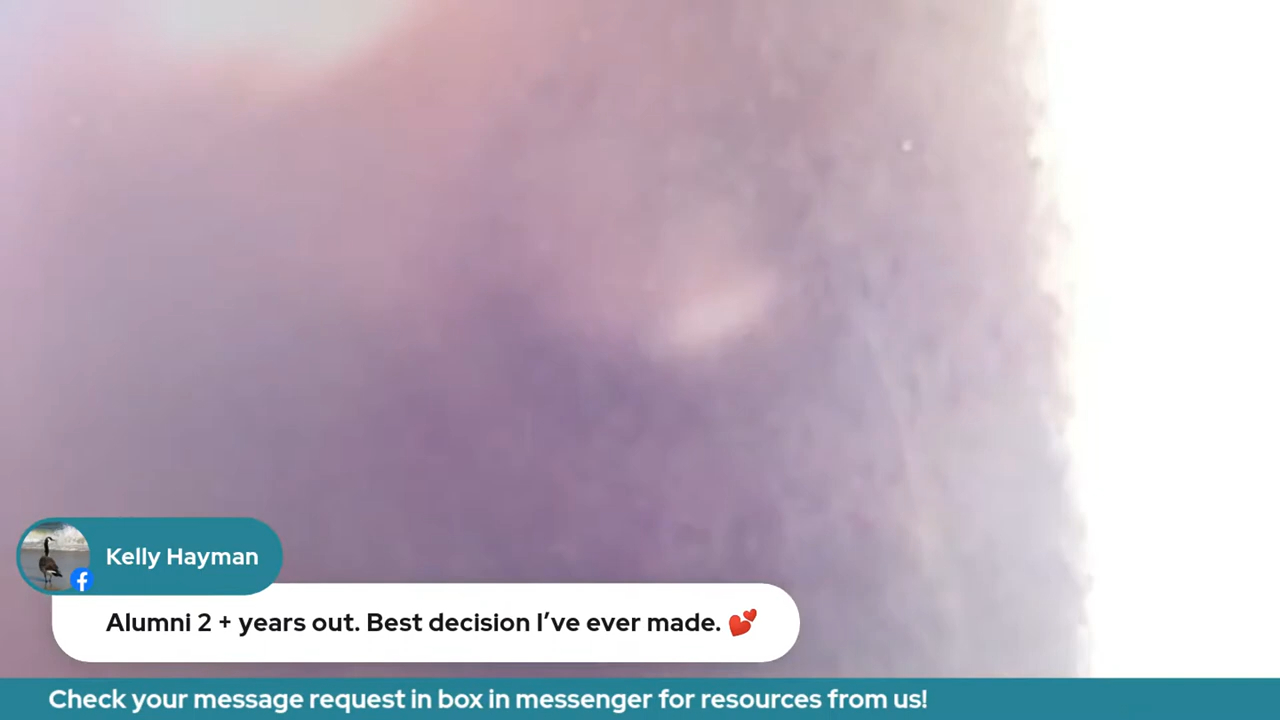 Kelly Hayman
Alumni 2 + years out. Best decision I’ve ever made. 💕
Check your message request in box in messenger for resources from us!